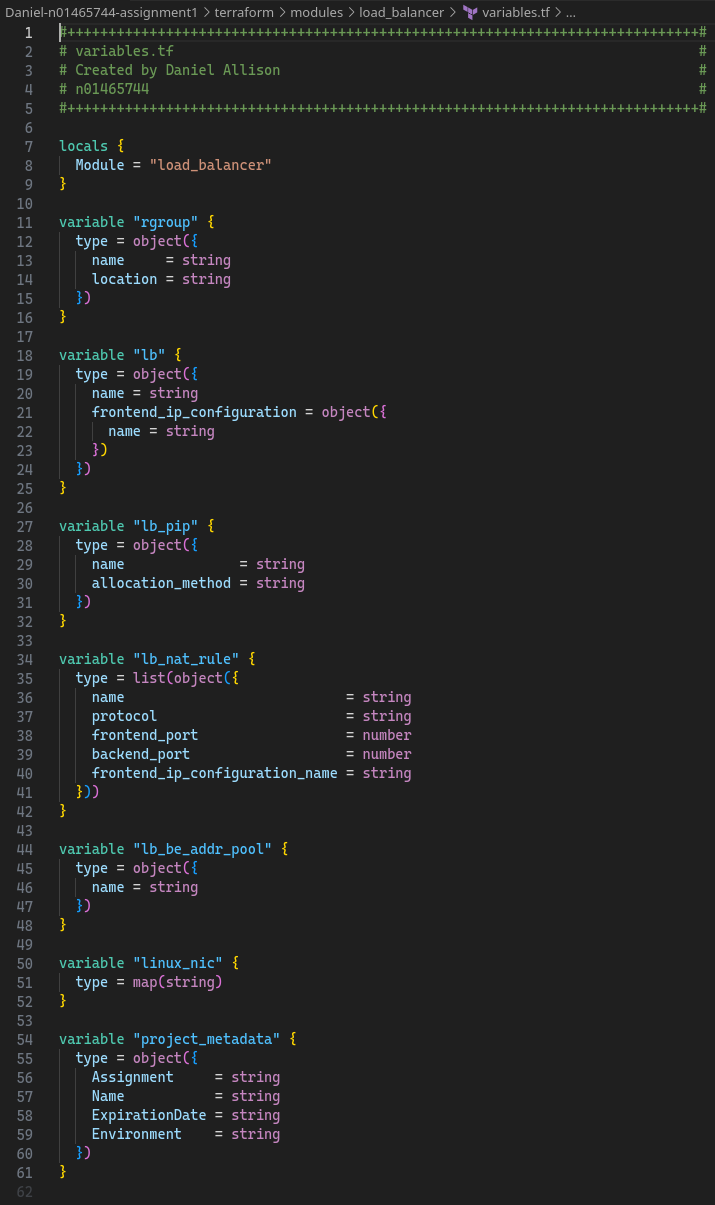 Daniel-n01465744-assignment1 > terraform > modules > load_balancer > variables.tf > ...
1 #+++++++++++++++++++++++++++++++++++++++++++++++++++++++++++++++++++++++++++++#
2 # variables.tf                                                                #
3 # Created by Daniel Allison                                                   #
4 # n01465744                                                                   #
5 #+++++++++++++++++++++++++++++++++++++++++++++++++++++++++++++++++++++++++++++#
6
7 locals {
8   Module = "load_balancer"
9 }
10
11 variable "rgroup" {
12   type = object({
13     name     = string
14     location = string
15   })
16 }
17
18 variable "lb" {
19   type = object({
20     name = string
21     frontend_ip_configuration = object({
22       name = string
23     })
24   })
25 }
26
27 variable "lb_pip" {
28   type = object({
29     name              = string
30     allocation_method = string
31   })
32 }
33
34 variable "lb_nat_rule" {
35   type = list(object({
36     name                           = string
37     protocol                       = string
38     frontend_port                  = number
39     backend_port                   = number
40     frontend_ip_configuration_name = string
41   }))
42 }
43
44 variable "lb_be_addr_pool" {
45   type = object({
46     name = string
47   })
48 }
49
50 variable "linux_nic" {
51   type = map(string)
52 }
53
54 variable "project_metadata" {
55   type = object({
56     Assignment     = string
57     Name           = string
58     ExpirationDate = string
59     Environment    = string
60   })
61 }
62